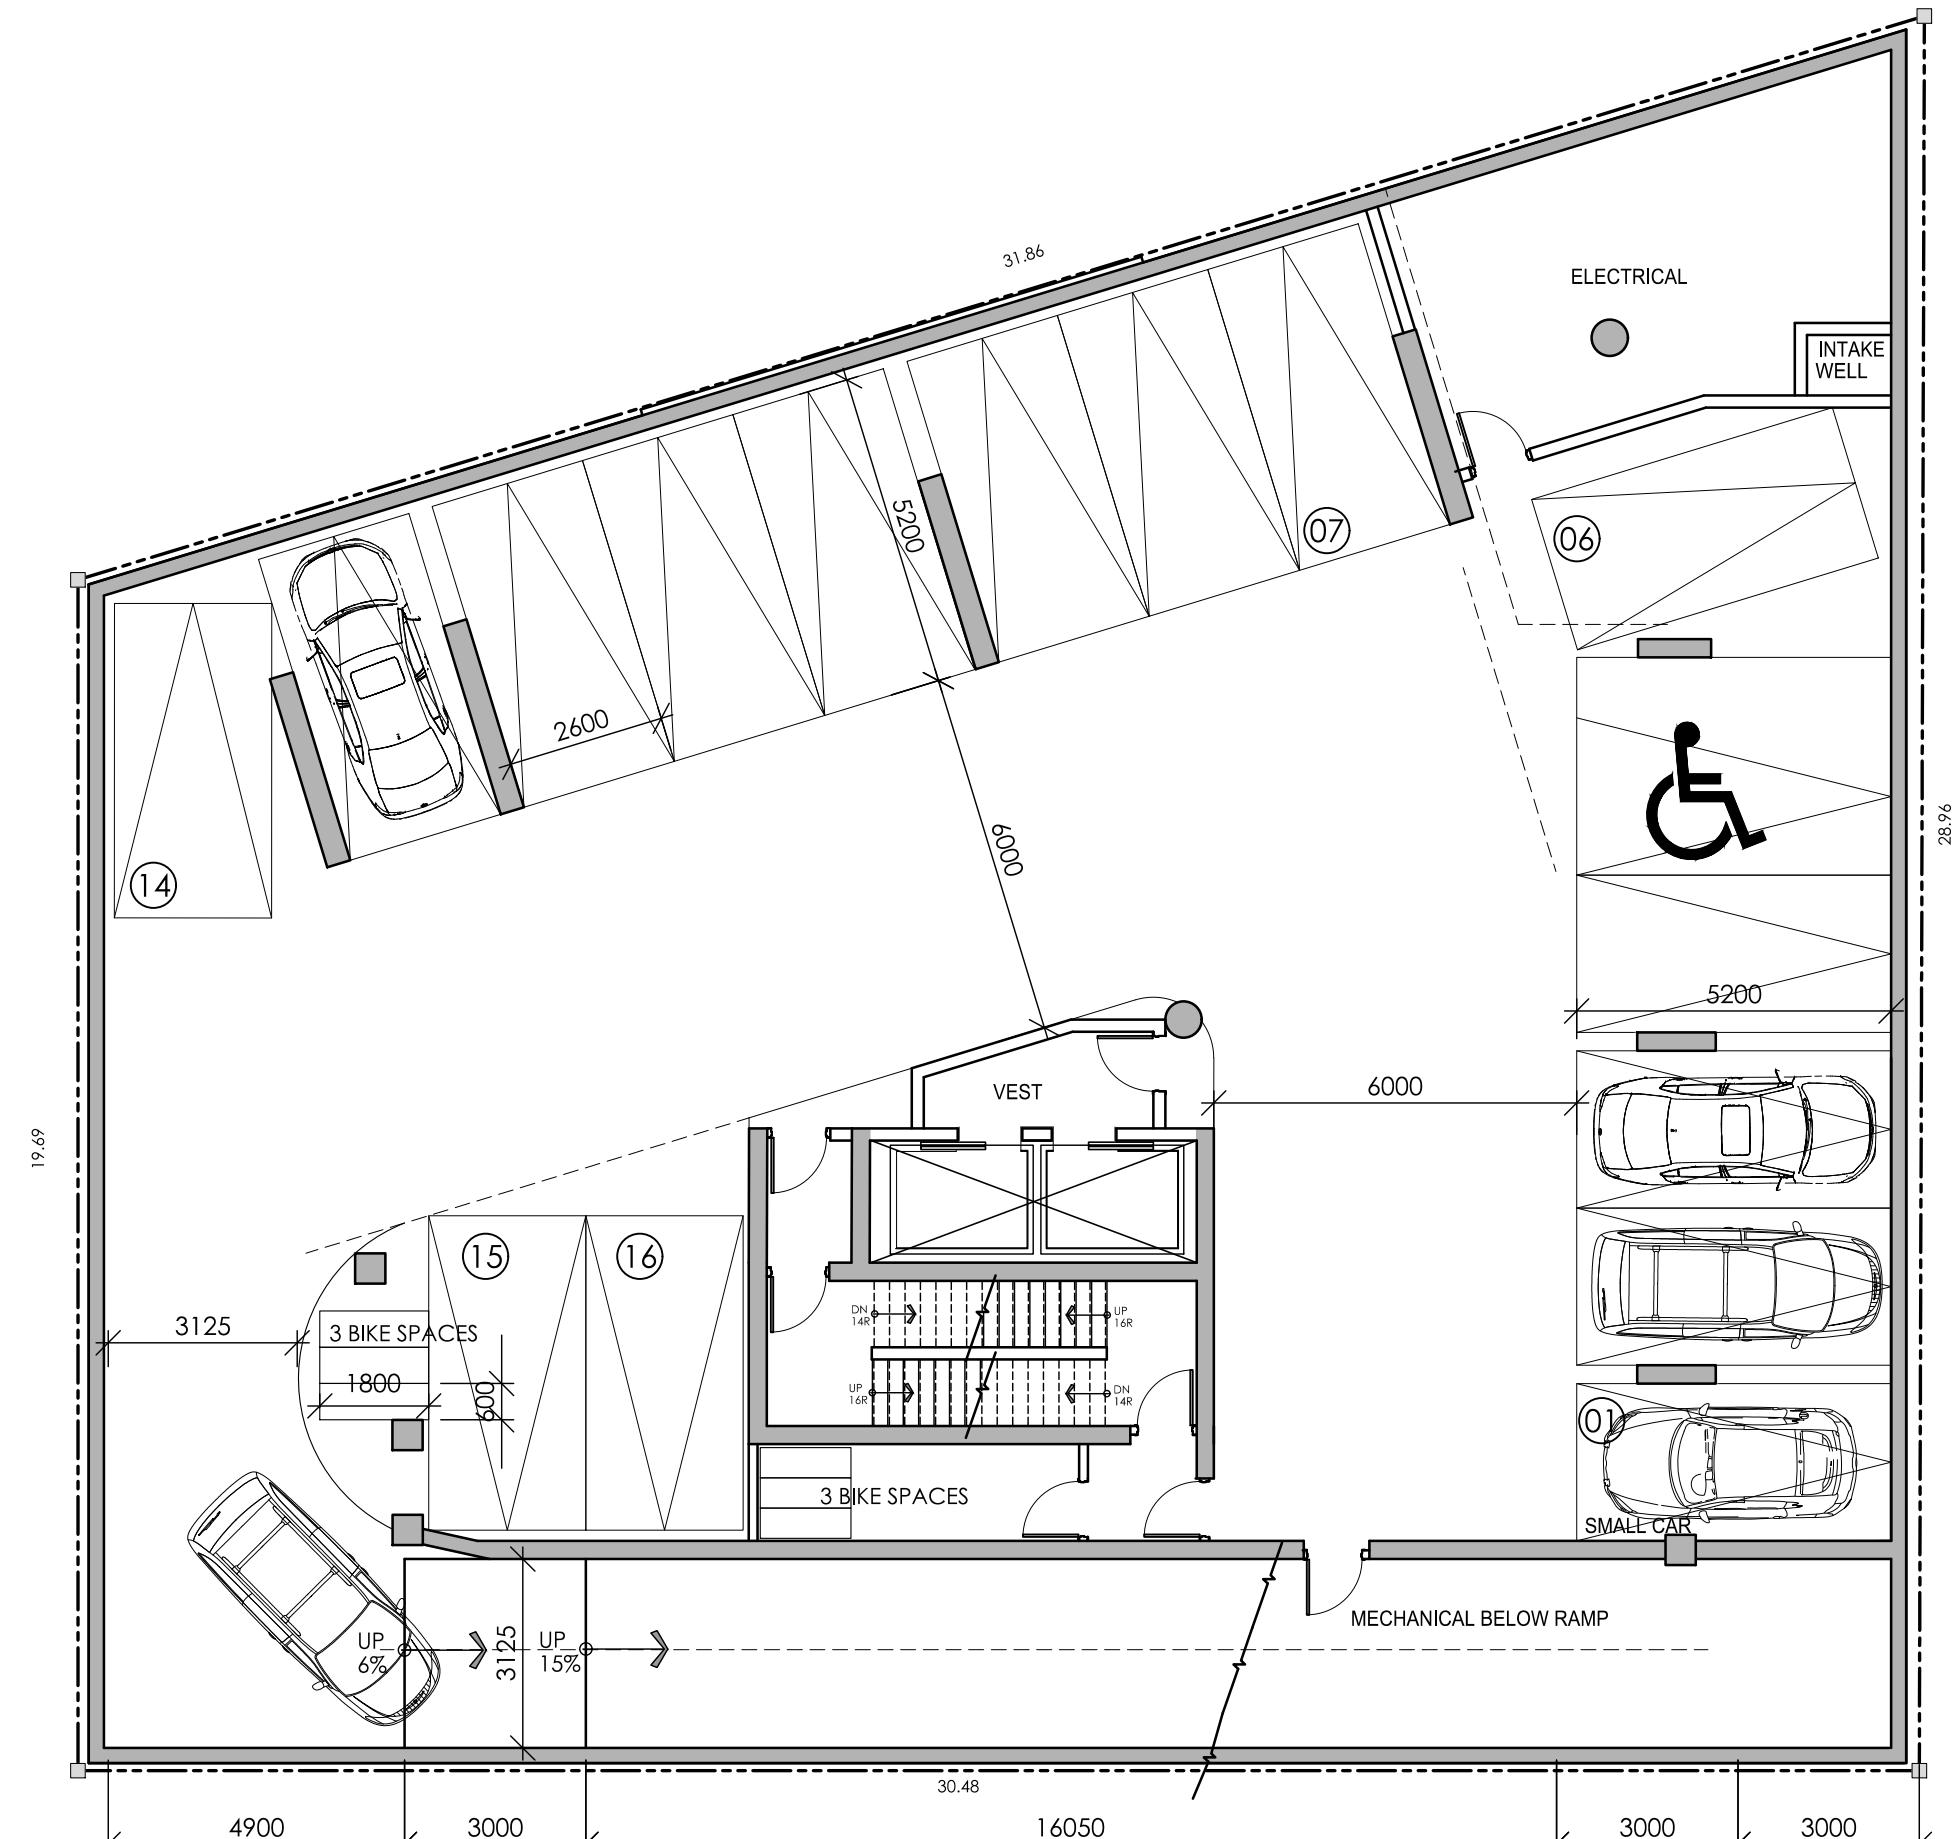 31.86
ELECTRICAL
INTAKE
WELL
5200
07
06
2600
28.96
6000
14
5200
VEST
6000
19.69
15
16
3125
3 BIKE SPACES
1800
600
DN
14R
UP
16R
UP
16R
DN
14R
01
3 BIKE SPACES
SMALL CAR
MECHANICAL BELOW RAMP
UP
6%
3125
UP
15%
30.48
4900
3000
16050
3000
3000